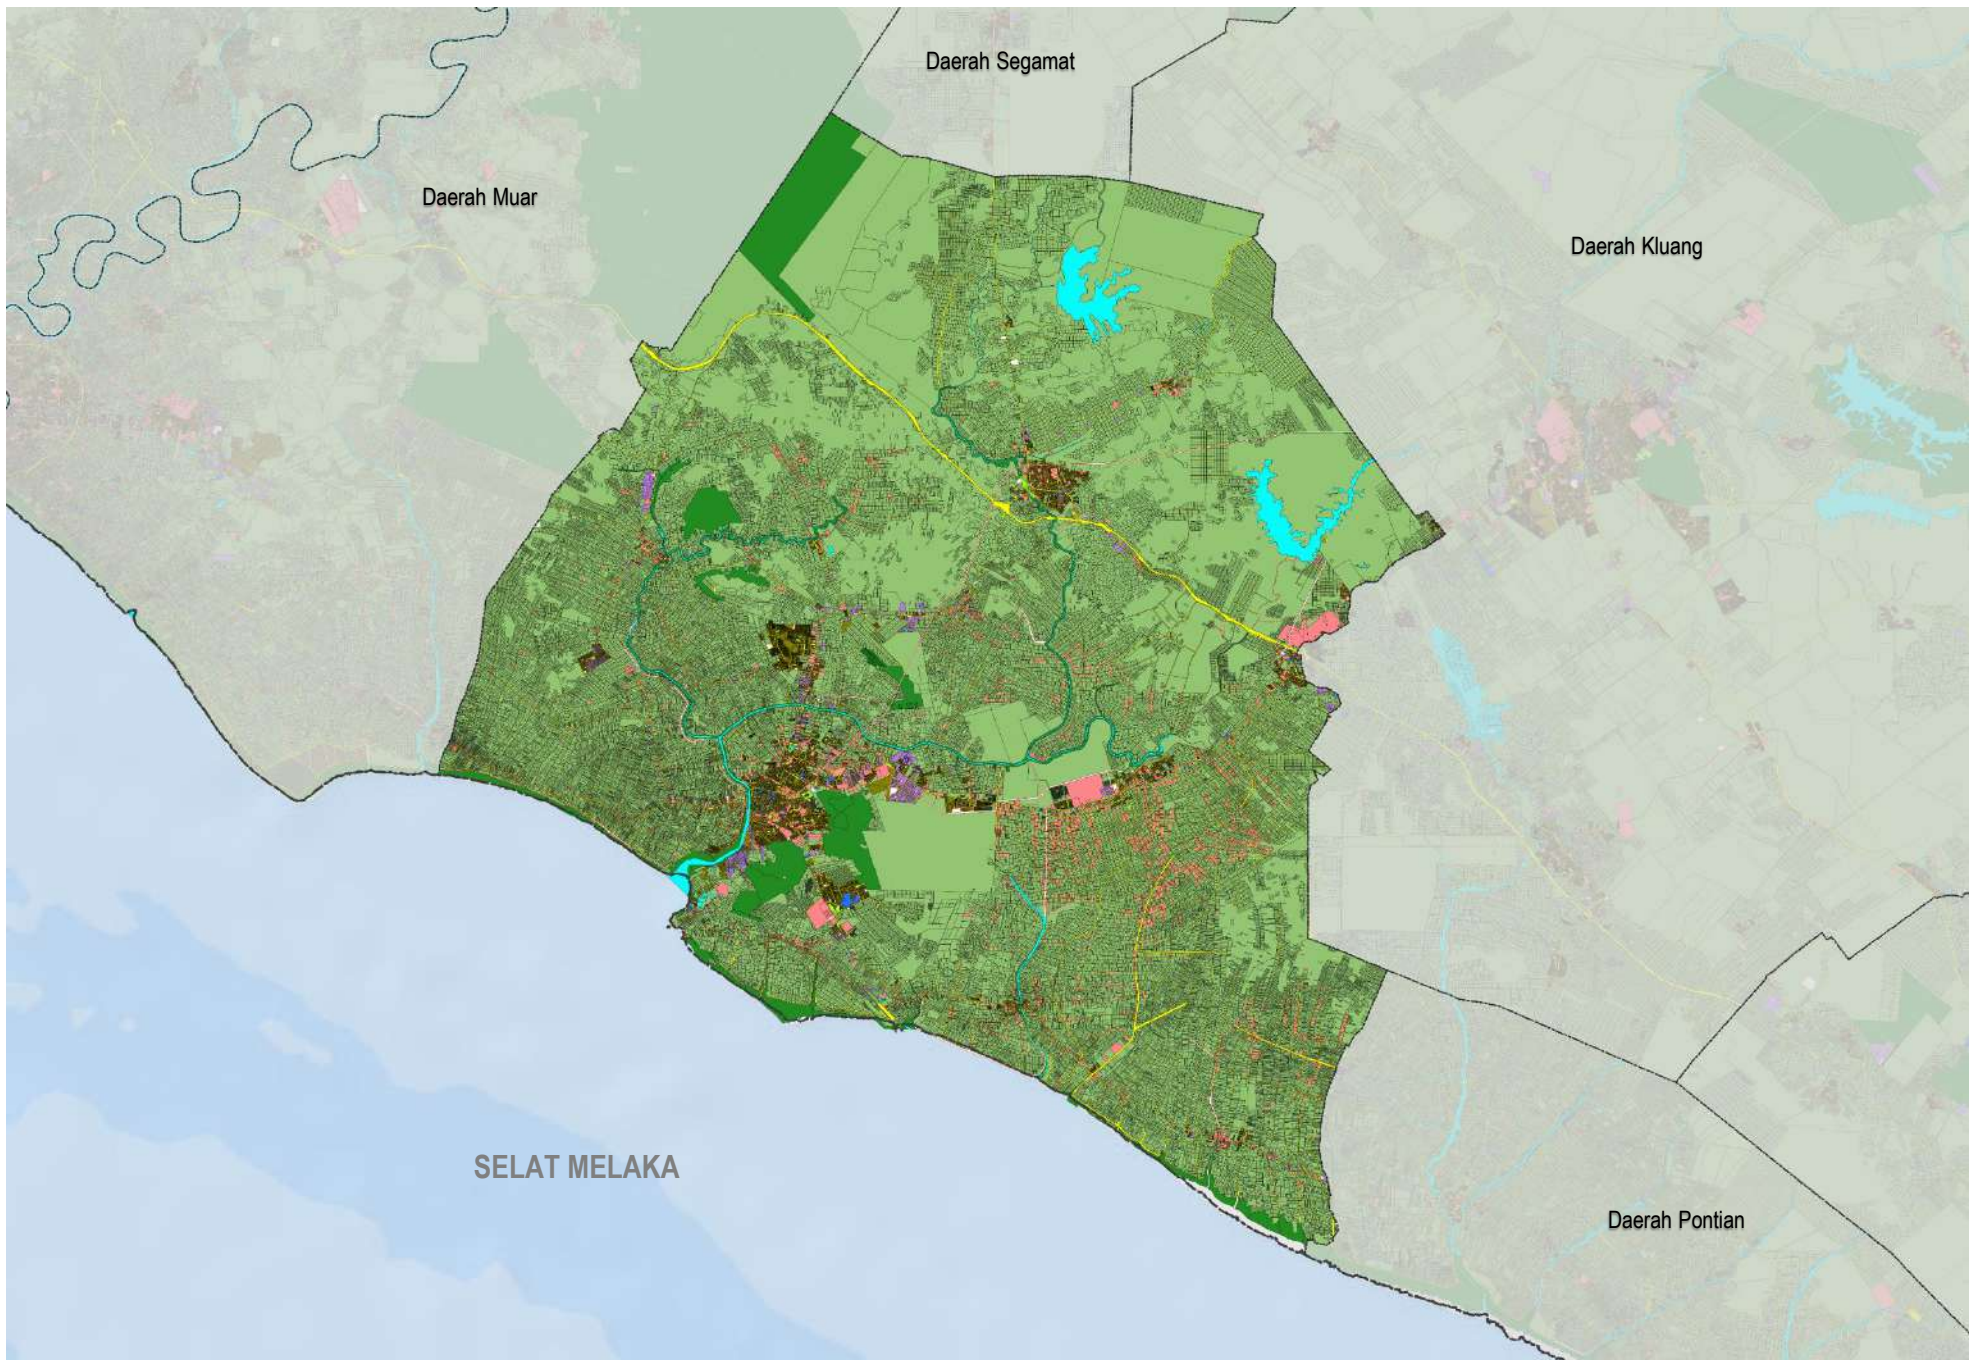 Daerah Segamat
Daerah Muar
Daerah Kluang
SELAT MELAKA
Daerah Pontian